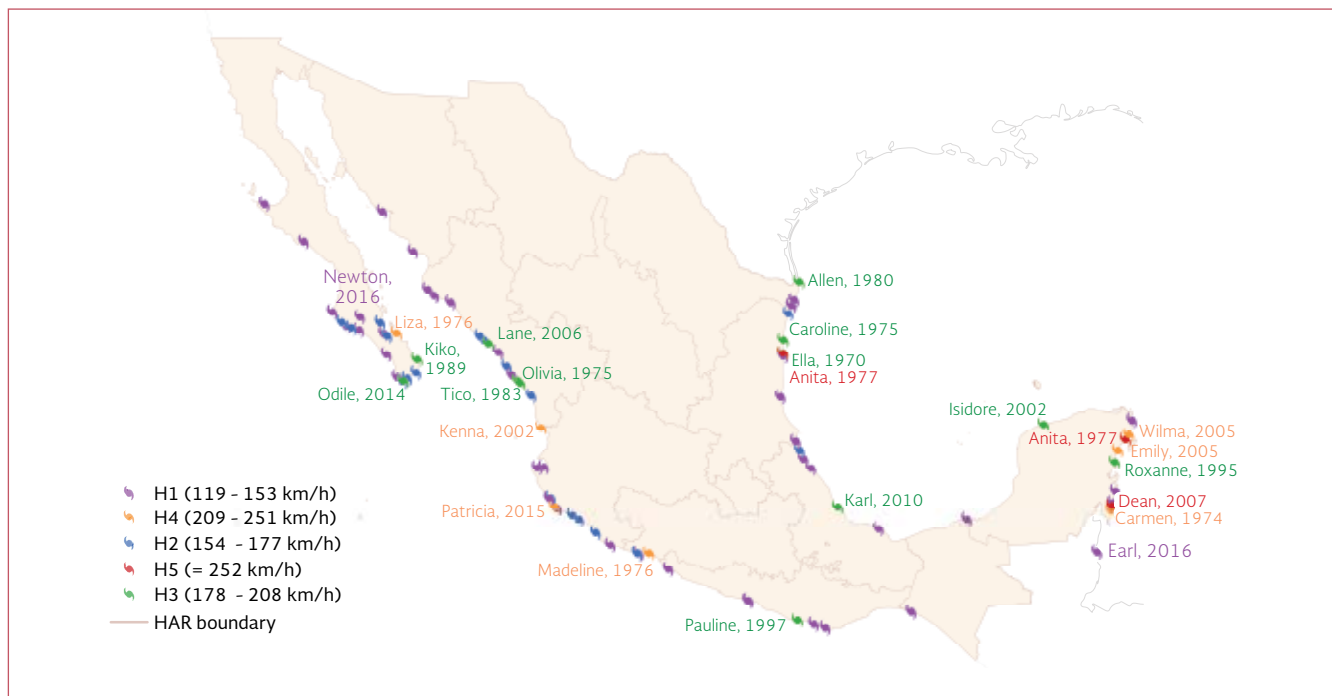 Newton,
2016
Liza, 1976
Kiko,
1989
Odile, 2014
Lane, 2006
Olivia, 1975
Tico, 1983
Kenna, 2002
Patricia, 2015
Madeline, 1976
Pauline, 1997
Allen, 1980
Caroline, 1975
Ella, 1970
Anita, 1977
Karl, 2010
Isidore, 2002
Anita, 1977
Wilma, 2005
Emily, 2005
Roxanne, 1995
Dean, 2007
Carmen, 1974
Earl, 2016
H1 (119 - 153 km/h)
H4 (209 - 251 km/h)
H2 (154 - 177 km/h)
H5 (= 252 km/h)
H3 (178 - 208 km/h)
HAR boundary